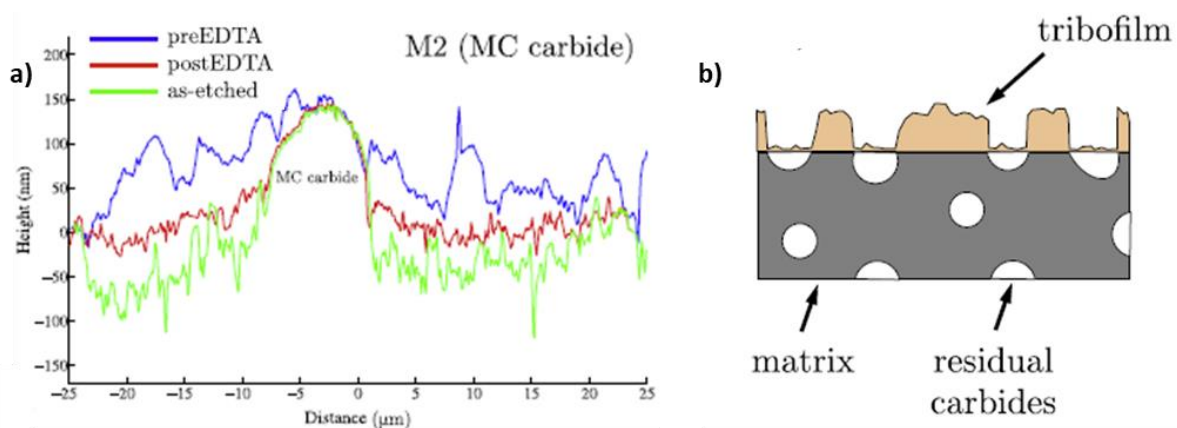 a)
preEDTA
postEDTA
as-etched
M2 (MC carbide)
MC carbide
Height (nm)
200
150
100
50
0
−50
−100
−150
−25
−20
−15
−10
−5
0
5
10
15
20
25
Distance (μm)
b)
tribofilm
matrix
residual
carbides